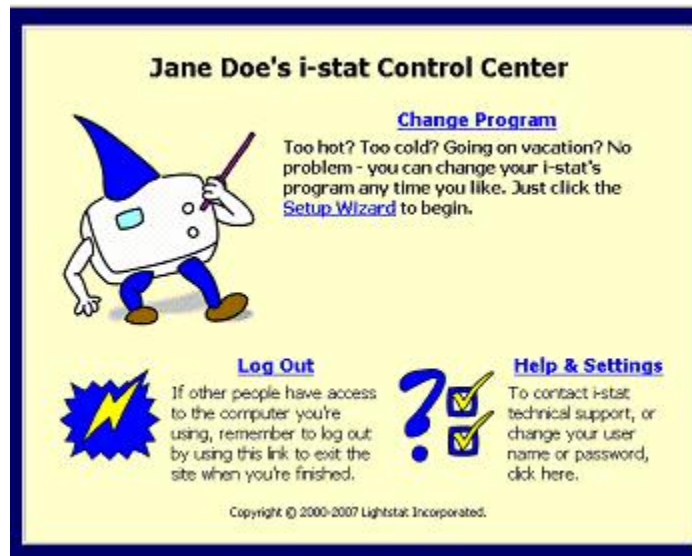 Jane Doe's i-stat Control Center
Change Program
Too hot? Too cold? Going on vacation? No
problem - you can change your i-stat's
program any time you like. Just click the
Setup Wizard to begin.
Log Out
If other people have access
to the computer you're
using, remember to log out
by using this link to exit the
site when you're finished.
Help & Settings
To contact i-stat
technical support, or
change your user
name or password,
click here.
Copyright © 2000-2007 Lightstat Incorporated.